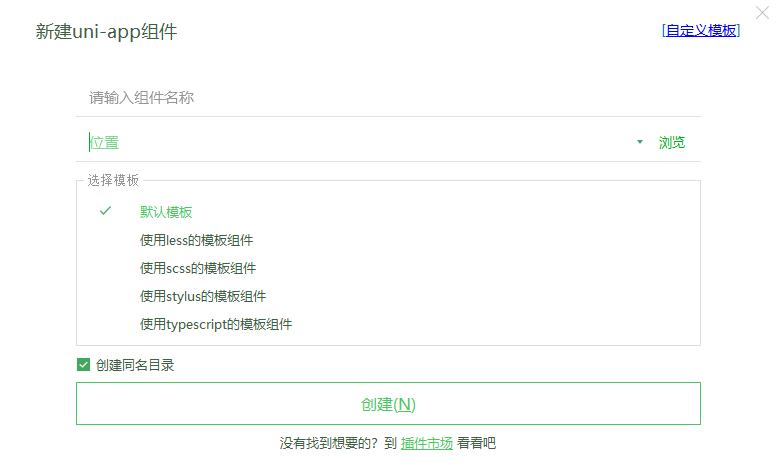 新建uni-app组件
[自定义模板]
请输入组件名称
位置
浏览
选择模板
默认模板
使用less的模板组件
使用scss的模板组件
使用stylus的模板组件
使用typescript的模板组件
创建同名目录
创建(N)
没有找到想要的？到 插件市场 看看吧